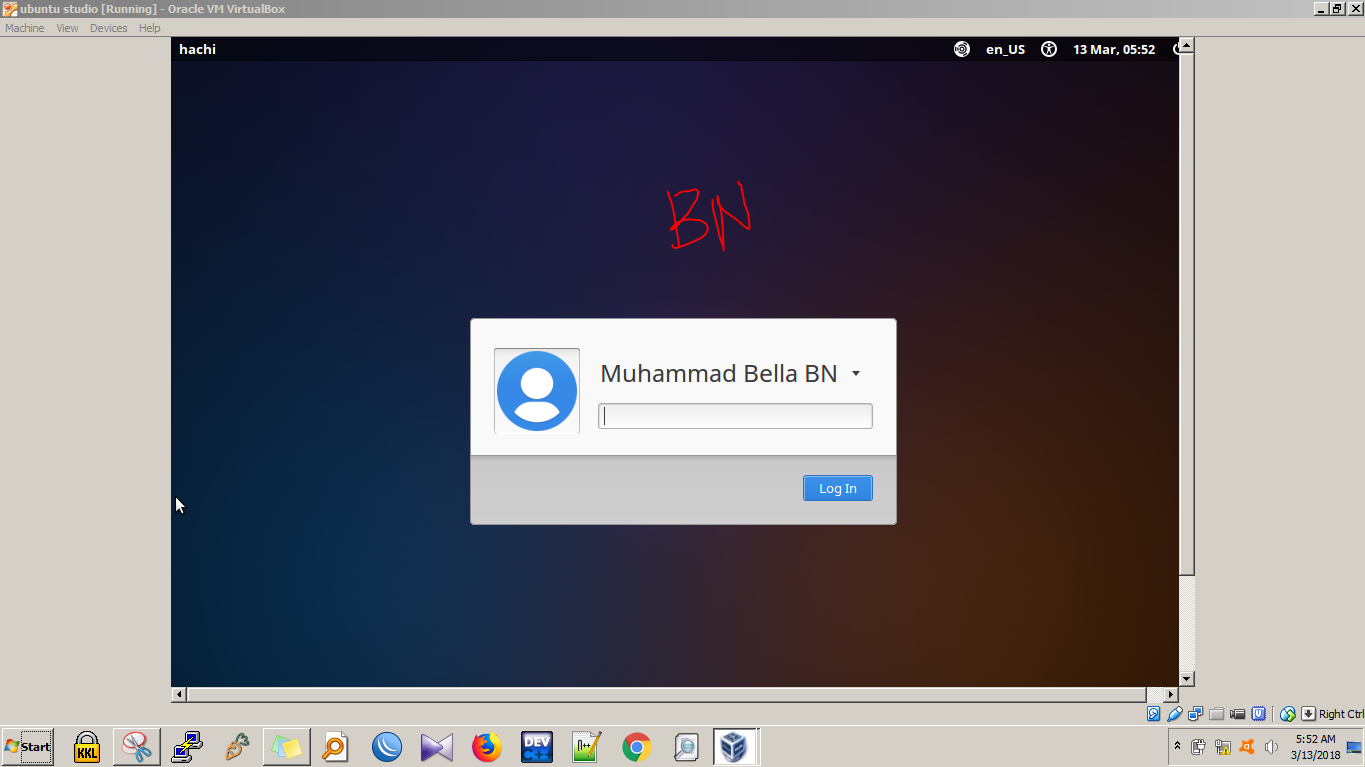 ubuntu studio [Running] - Oracle VM VirtualBox
Machine View Devices Help
hachi en_US 13 Mar, 05:52
BN
Muhammad Bella BN
Log In
Right Ctrl
Start KKL DEV C++ 5:52 AM
3/13/2018